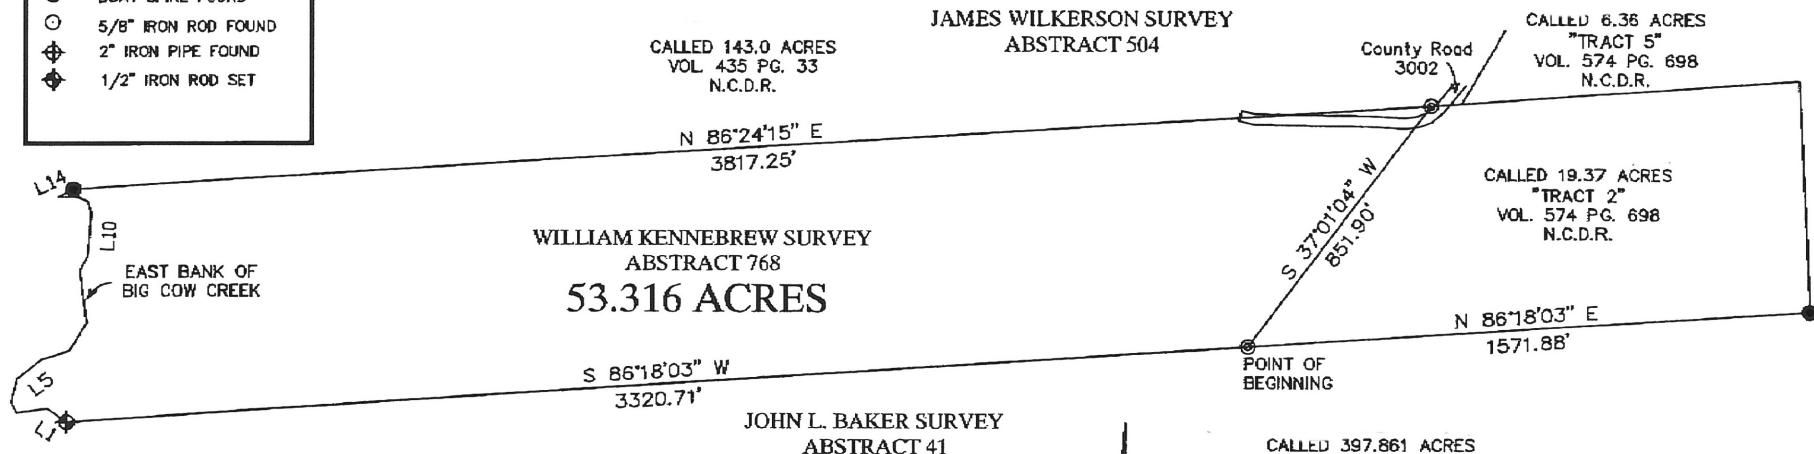 5/8" IRON ROD FOUND
2" IRON PIPE FOUND
1/2" IRON ROD SET
CALLED 143.0 ACRES
VOL. 435 PG. 33
N.C.D.R.
JAMES WILKERSON SURVEY
ABSTRACT 504
County Road
3002
CALLED 6.36 ACRES
"TRACT 5"
VOL. 574 PG. 698
N.C.D.R.
N 86°24'15" E
3817.25'
L14
L10
EAST BANK OF
BIG COW CREEK
WILLIAM KENNEBREW SURVEY
ABSTRACT 768
53.316 ACRES
S 37°01'04" W
851.90'
CALLED 19.37 ACRES
"TRACT 2"
VOL. 574 PG. 698
N.C.D.R.
N 86°18'03" E
1571.88'
POINT OF
BEGINNING
L5
L1
S 86°18'03" W
3320.71'
JOHN L. BAKER SURVEY
ABSTRACT 41
CALLED 397.861 ACRES